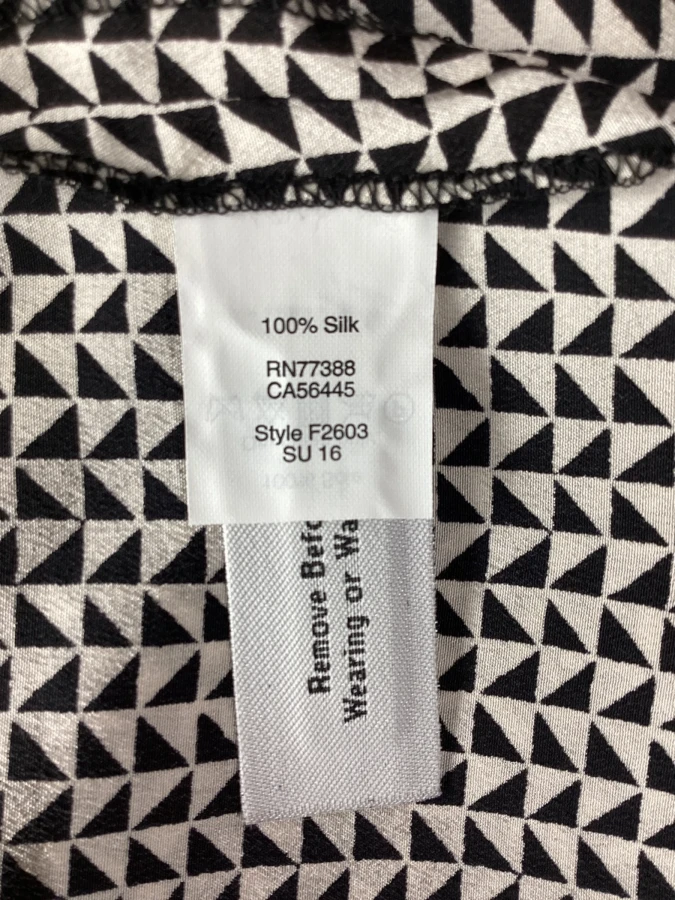 100% Silk
RN77388
CA56445
Style F2603
SU 16
Remove Befo
Wearing or Wa